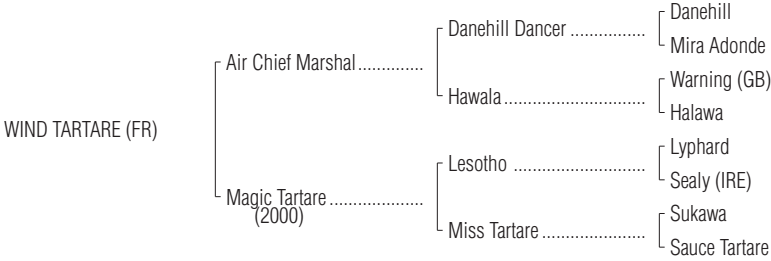 Danehill
Danehill Dancer ...............
Mira Adonde
Air Chief Marshal.............
Warning (GB)
Hawala............................
Halawa
WIND TARTARE (FR)
Lyphard
Lesotho ..........................
Sealy (IRE)
Magic Tartare ..................
(2000)
Sukawa
Miss Tartare.....................
Sauce Tartare